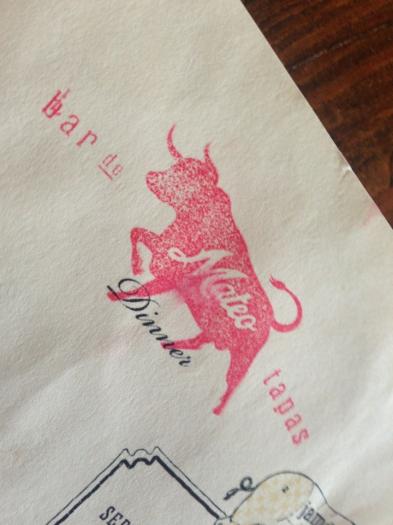 bar de
Mateo
tapas
Dinner